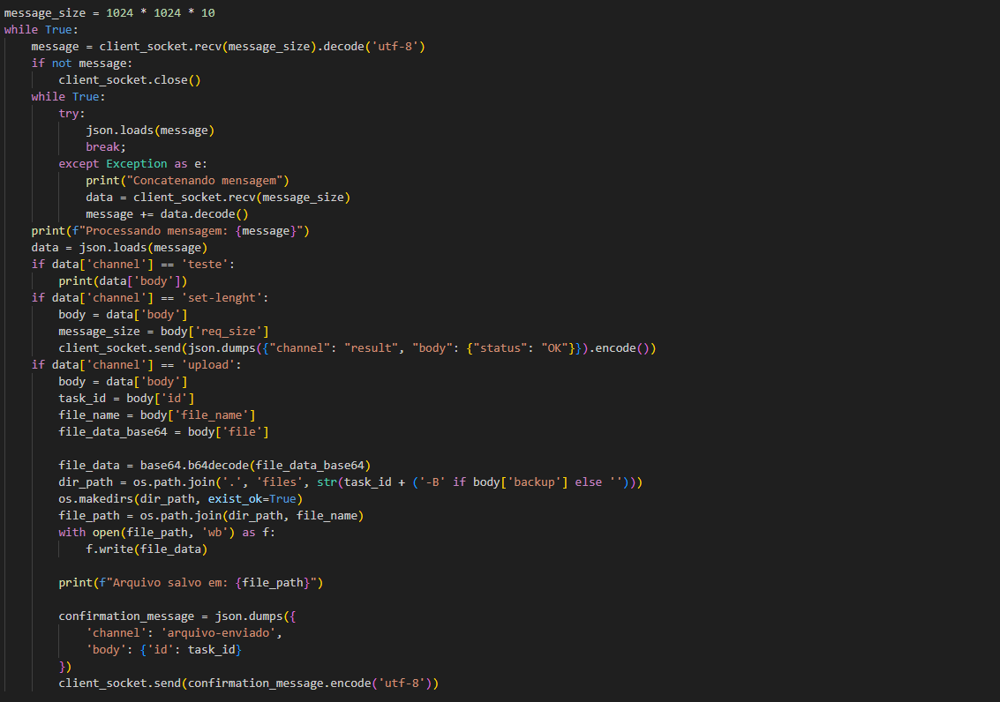 message_size = 1024 * 1024 * 10
while True:
    message = client_socket.recv(message_size).decode('utf-8')
    if not message:
        client_socket.close()
    while True:
        try:
            json.loads(message)
            break;
        except Exception as e:
            print("Concatenando mensagem")
            data = client_socket.recv(message_size)
            message += data.decode()
    print(f"Processando mensagem: {message}")
    data = json.loads(message)
    if data['channel'] == 'teste':
        print(data['body'])
    if data['channel'] == 'set-lenght':
        body = data['body']
        message_size = body['req_size']
        client_socket.send(json.dumps({"channel": "result", "body": {"status": "OK"}}).encode())
    if data['channel'] == 'upload':
        body = data['body']
        task_id = body['id']
        file_name = body['file_name']
        file_data_base64 = body['file']

        file_data = base64.b64decode(file_data_base64)
        dir_path = os.path.join('.', 'files', str(task_id + ('-B' if body['backup'] else '')))
        os.makedirs(dir_path, exist_ok=True)
        file_path = os.path.join(dir_path, file_name)
        with open(file_path, 'wb') as f:
            f.write(file_data)

        print(f"Arquivo salvo em: {file_path}")

        confirmation_message = json.dumps({
            'channel': 'arquivo-enviado',
            'body': {'id': task_id}
        })
        client_socket.send(confirmation_message.encode('utf-8'))